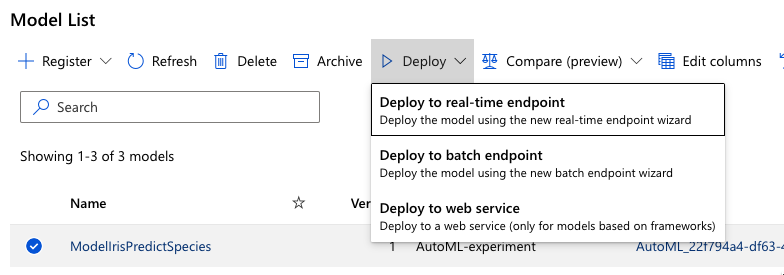 Model List
Register Refresh Delete Archive Deploy Compare (preview) Edit columns
Deploy to real-time endpoint
Deploy the model using the new real-time endpoint wizard
Search
Deploy to batch endpoint
Deploy the model using the new batch endpoint wizard
Showing 1-3 of 3 models
Deploy to web service
Deploy to a web service (only for models based on frameworks)
Name Ver
ModelIrisPredictSpecies 1 AutoML-experiment AutoML_22f794a4-df63-4